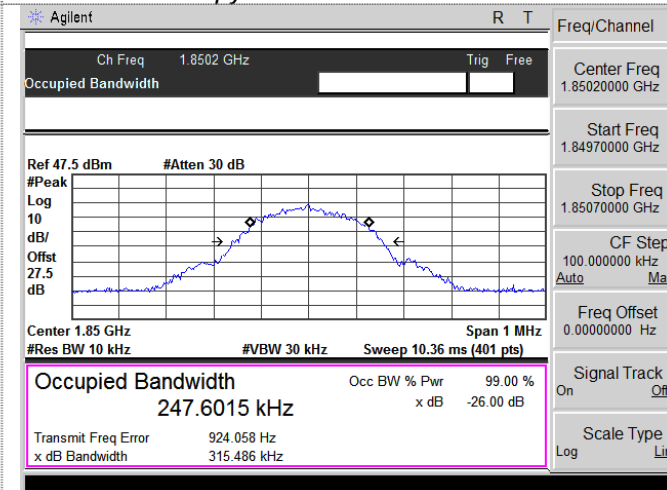 Agilent R T
Freq/Channel
Ch Freq 1.8502 GHz Trig Free
Occupied Bandwidth
Center Freq
1.85020000 GHz
Start Freq
1.84970000 GHz
Ref 47.5 dBm #Atten 30 dB
#Peak
Log
10
dB/
Offst
27.5
dB
Stop Freq
1.85070000 GHz
CF Step
100.000000 kHz
Auto Ma
Freq Offset
0.00000000 Hz
Center 1.85 GHz Span 1 MHz
#Res BW 10 kHz #VBW 30 kHz Sweep 10.36 ms (401 pts)
Occupied Bandwidth Occ BW % Pwr 99.00 %
247.6015 kHz x dB -26.00 dB
Transmit Freq Error 924.058 Hz
x dB Bandwidth 315.486 kHz
Signal Track
On Off
Scale Type
Log Lin